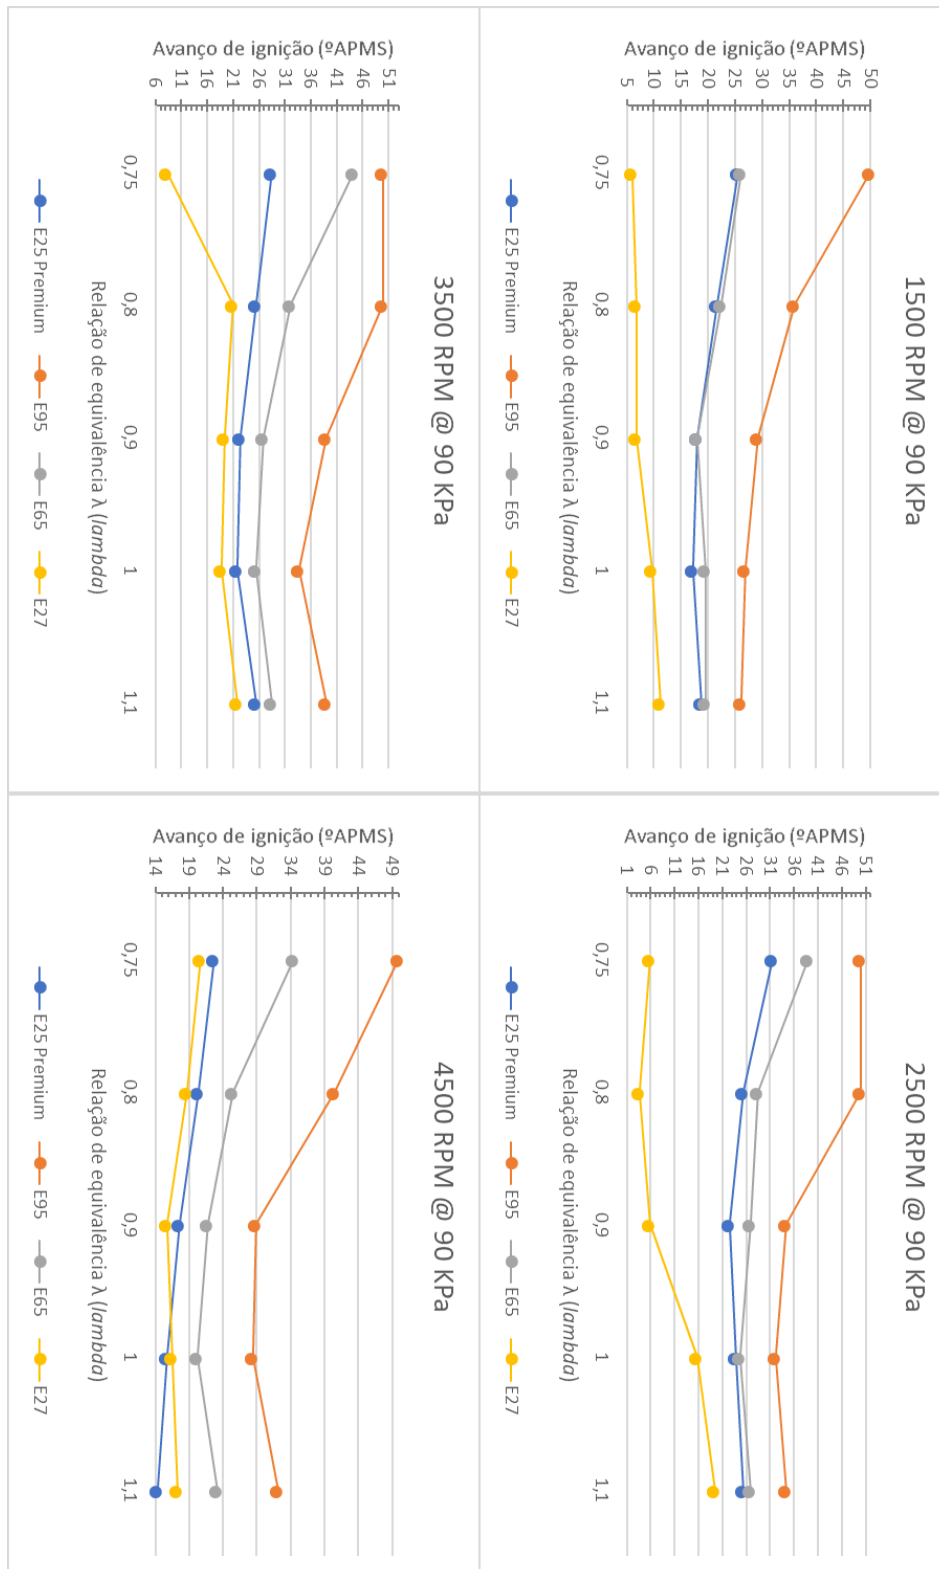 1500 RPM @ 90 KPa
Avanço de ignição (ºAPMS)
50
45
40
35
30
25
20
15
10
5
0,75 0,8 0,9 1 1,1
Relação de equivalência λ (lambda)
E25 Premium E95 E65 E27
2500 RPM @ 90 KPa
Avanço de ignição (ºAPMS)
51
46
41
36
31
26
21
16
11
6
1
0,75 0,8 0,9 1 1,1
Relação de equivalência λ (lambda)
E25 Premium E95 E65 E27
3500 RPM @ 90 KPa
Avanço de ignição (ºAPMS)
51
46
41
36
31
26
21
16
11
6
0,75 0,8 0,9 1 1,1
Relação de equivalência λ (lambda)
E25 Premium E95 E65 E27
4500 RPM @ 90 KPa
Avanço de ignição (ºAPMS)
49
44
39
34
29
24
19
14
0,75 0,8 0,9 1 1,1
Relação de equivalência λ (lambda)
E25 Premium E95 E65 E27